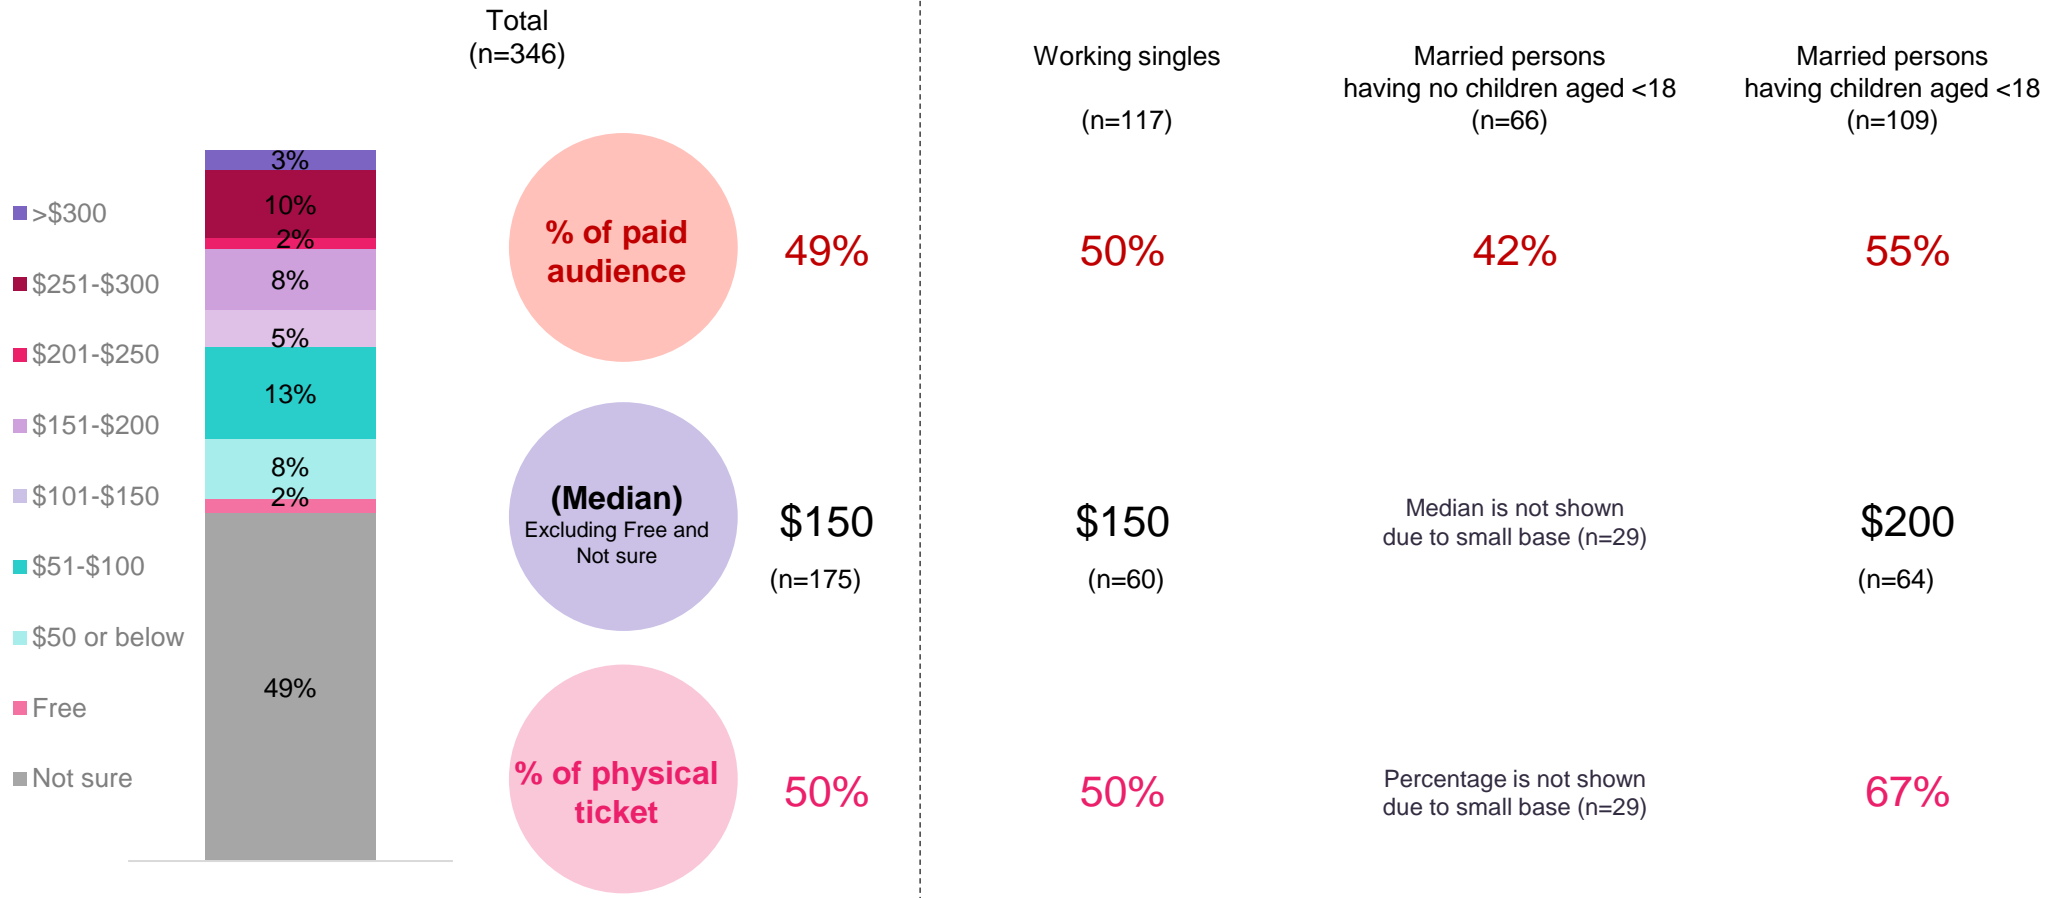 Total
(n=346)
Working singles
(n=117)
Married persons
having no children aged <18
(n=66)
Married persons
having children aged <18
(n=109)
>$300
$251-$300
$201-$250
$151-$200
$101-$150
$51-$100
$50 or below
Free
Not sure
3%
10%
2%
8%
5%
13%
8%
2%
49%
% of paid
audience
49%
50%
42%
55%
(Median)
Excluding Free and
Not sure
$150
(n=175)
$150
(n=60)
Median is not shown
due to small base (n=29)
$200
(n=64)
% of physical
ticket
50%
50%
Percentage is not shown
due to small base (n=29)
67%